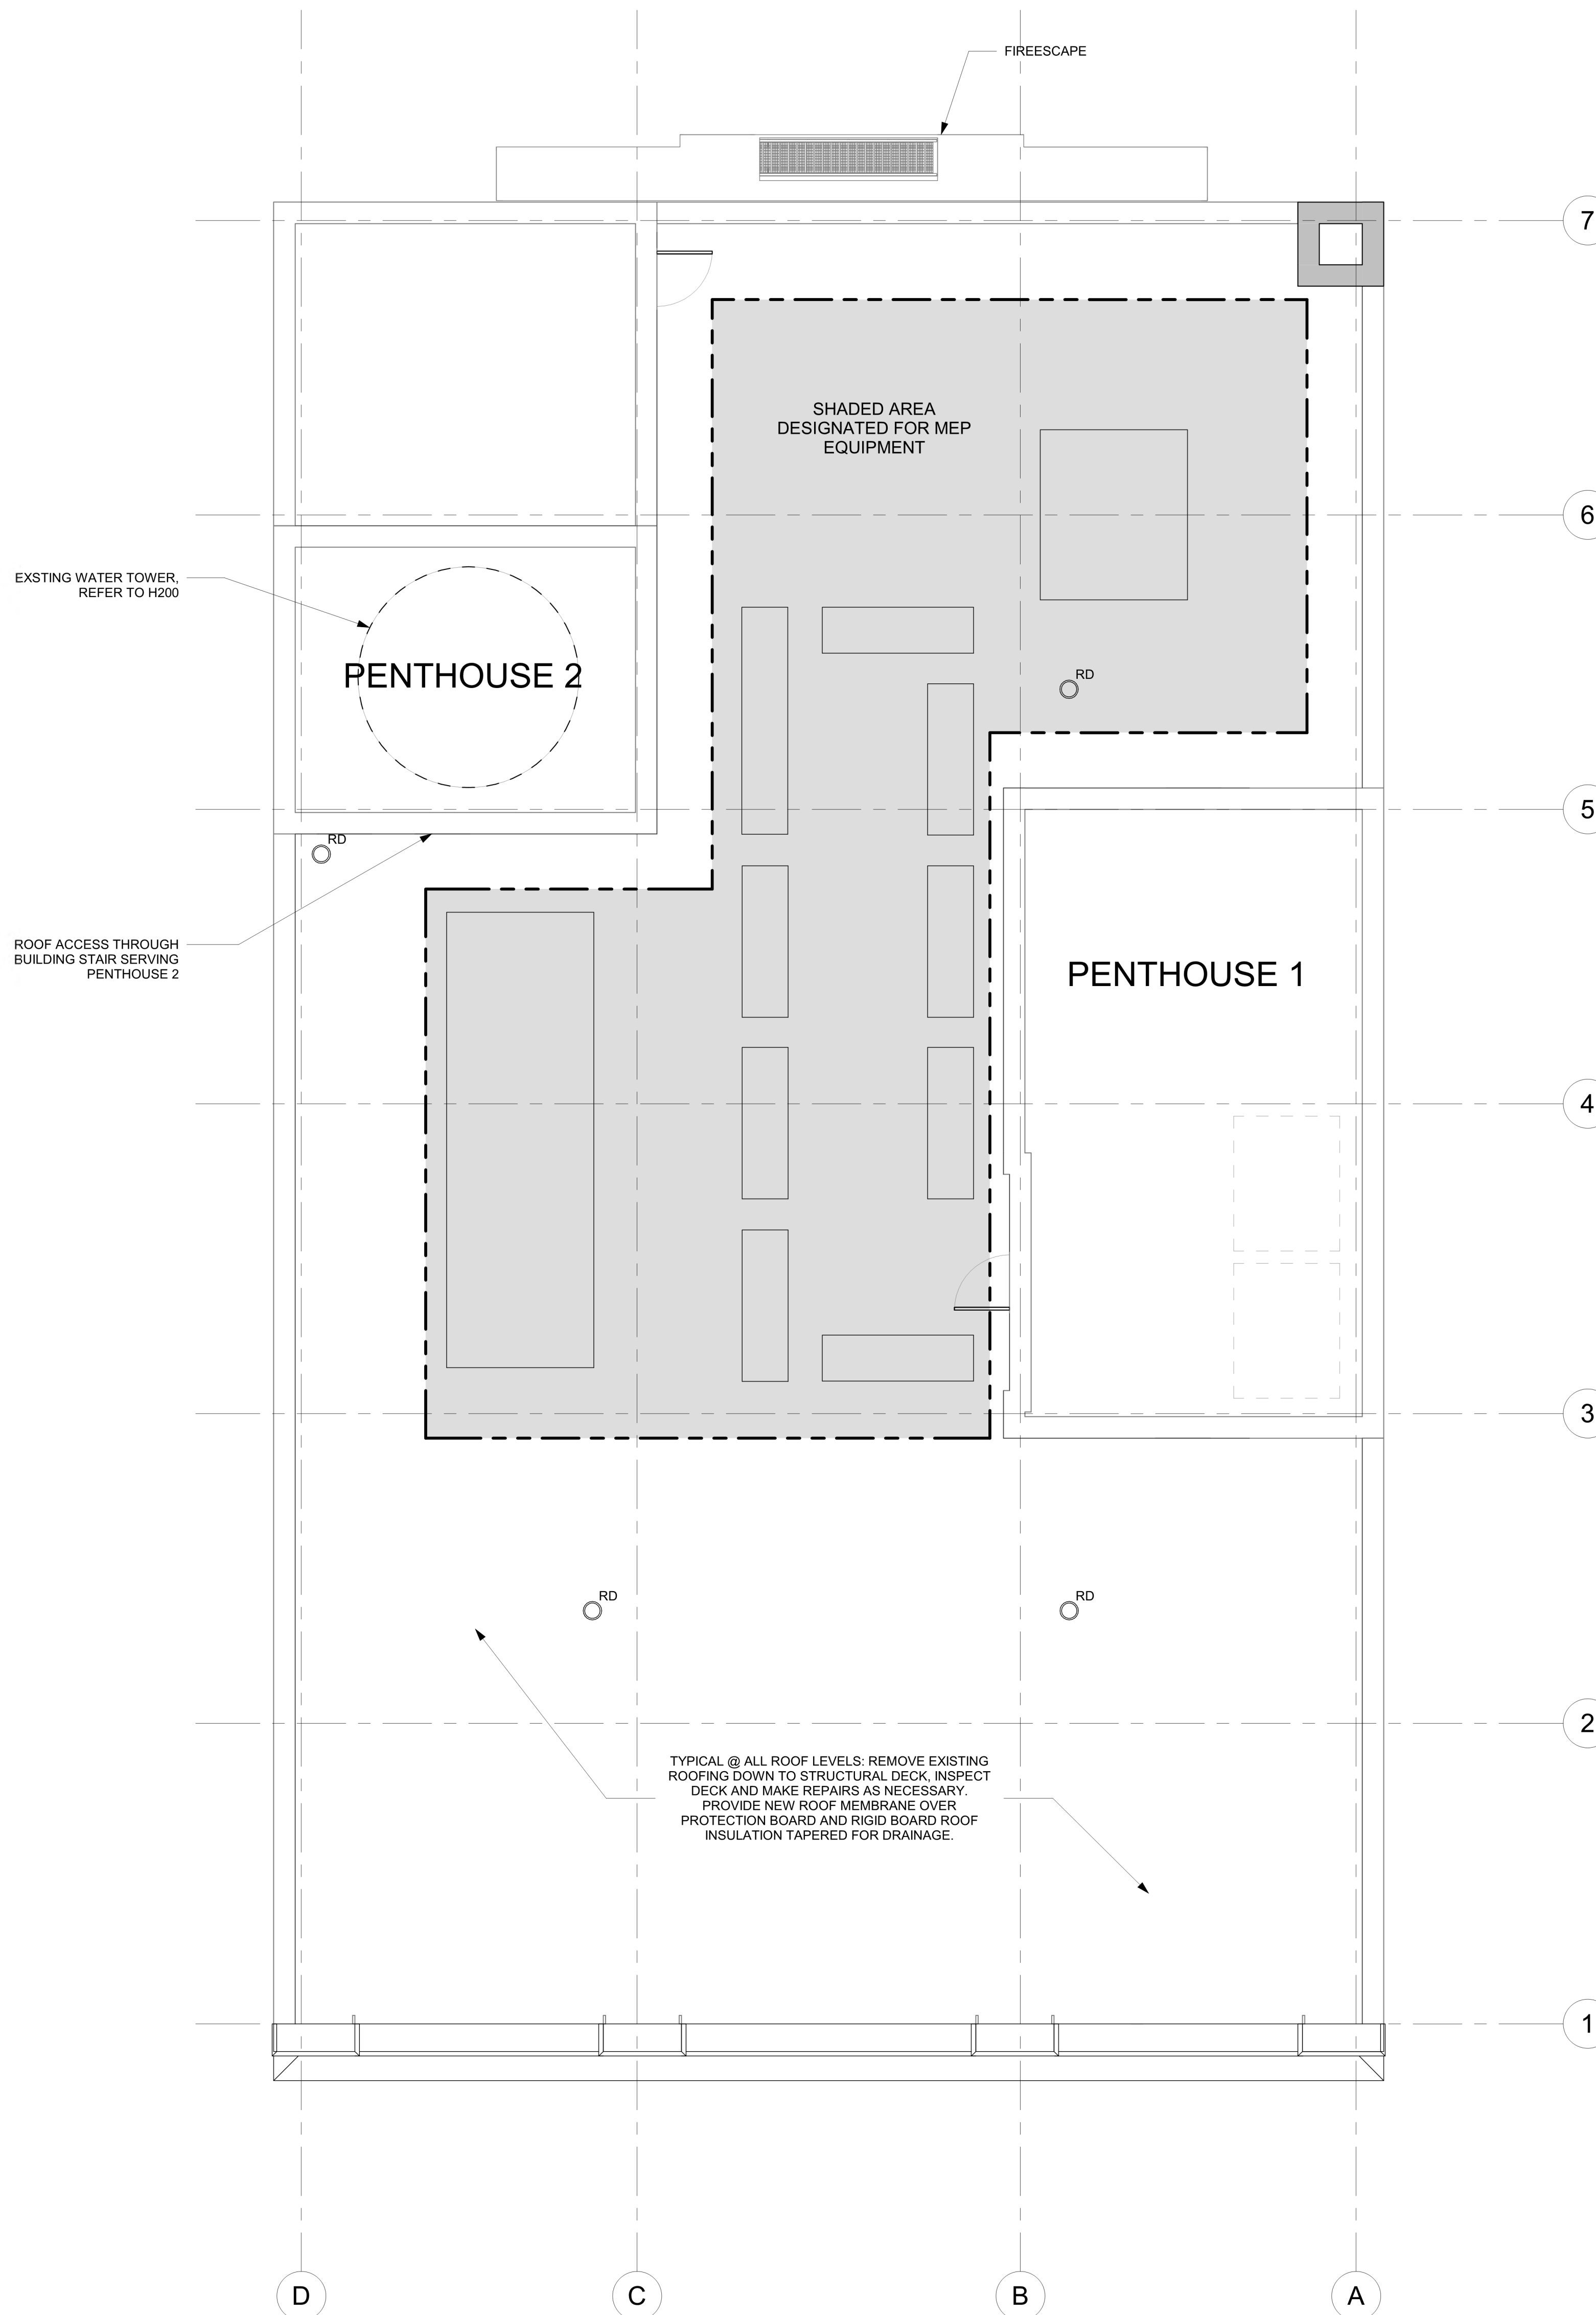 FIREESCAPE
7
SHADED AREA
DESIGNATED FOR MEP
EQUIPMENT
6
EXSTING WATER TOWER,
REFER TO H200
PENTHOUSE 2
RD
5
RD
ROOF ACCESS THROUGH
BUILDING STAIR SERVING
PENTHOUSE 2
PENTHOUSE 1
4
3
RD
RD
2
TYPICAL @ ALL ROOF LEVELS: REMOVE EXISTING
ROOFING DOWN TO STRUCTURAL DECK, INSPECT
DECK AND MAKE REPAIRS AS NECESSARY.
PROVIDE NEW ROOF MEMBRANE OVER
PROTECTION BOARD AND RIGID BOARD ROOF
INSULATION TAPERED FOR DRAINAGE.
1
D
C
B
A